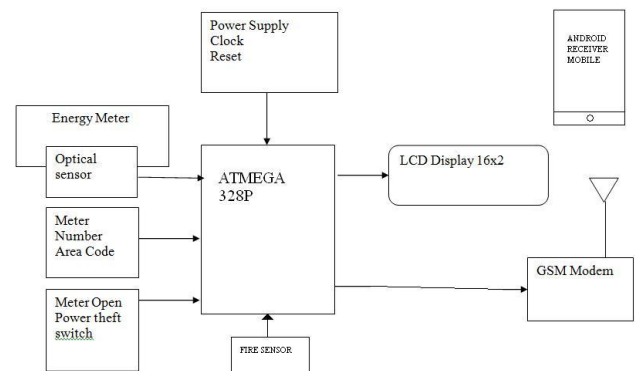 Power Supply
Clock
Reset
ANDROID
RECEIVER
MOBILE
Energy Meter
Optical
sensor
ATMEGA
328P
LCD Display 16x2
Meter
Number
Area Code
GSM Modem
Meter Open
Power theft
switch
FIRE SENSOR